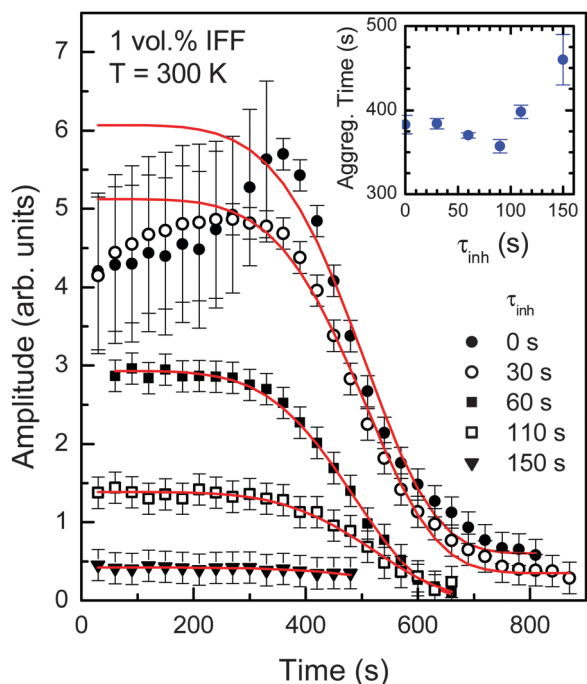 1 vol.% IFF
T = 300 K
Amplitude (arb. units)
7
6
5
4
3
2
1
0
0 200 400 600 800
Time (s)
Aggreg. Time (s)
500
400
300
0 50 100 150
τinh (s)
τinh
0 s
30 s
60 s
110 s
150 s